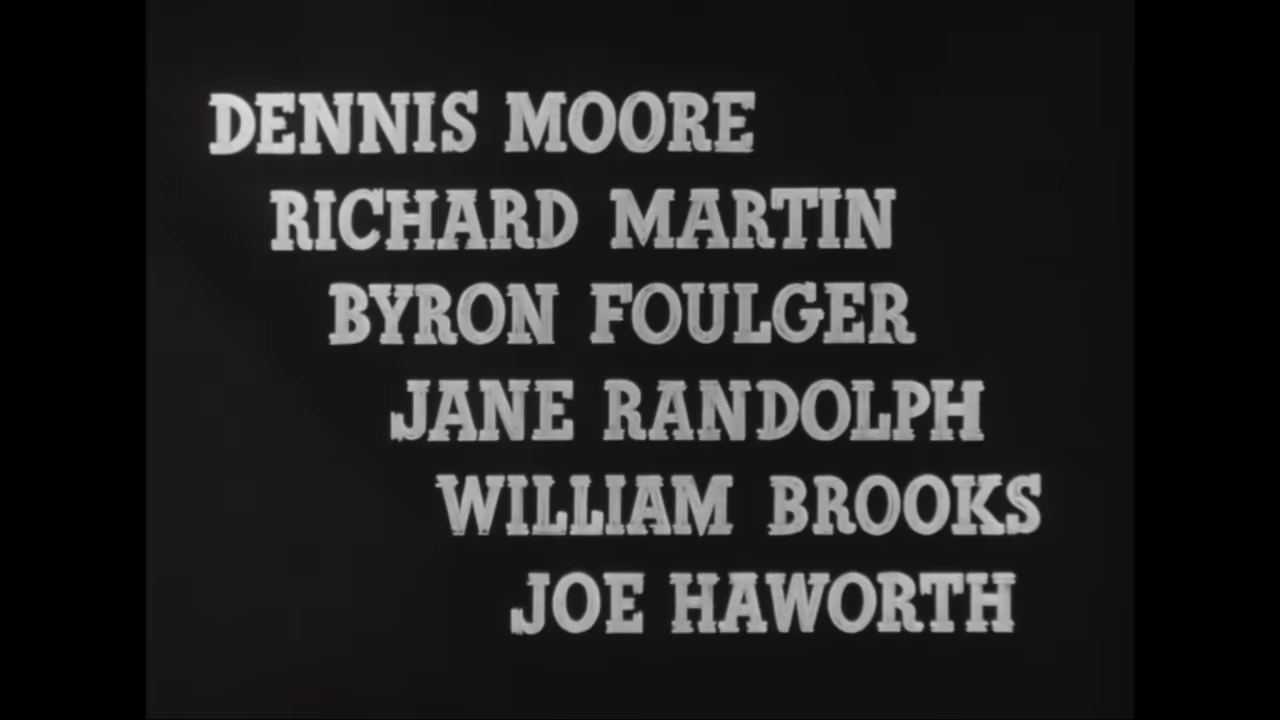 DENNIS MOORE
RICHARD MARTIN
BYRON FOULGER
JANE RANDOLPH
WILLIAM BROOKS
JOE HAWORTH